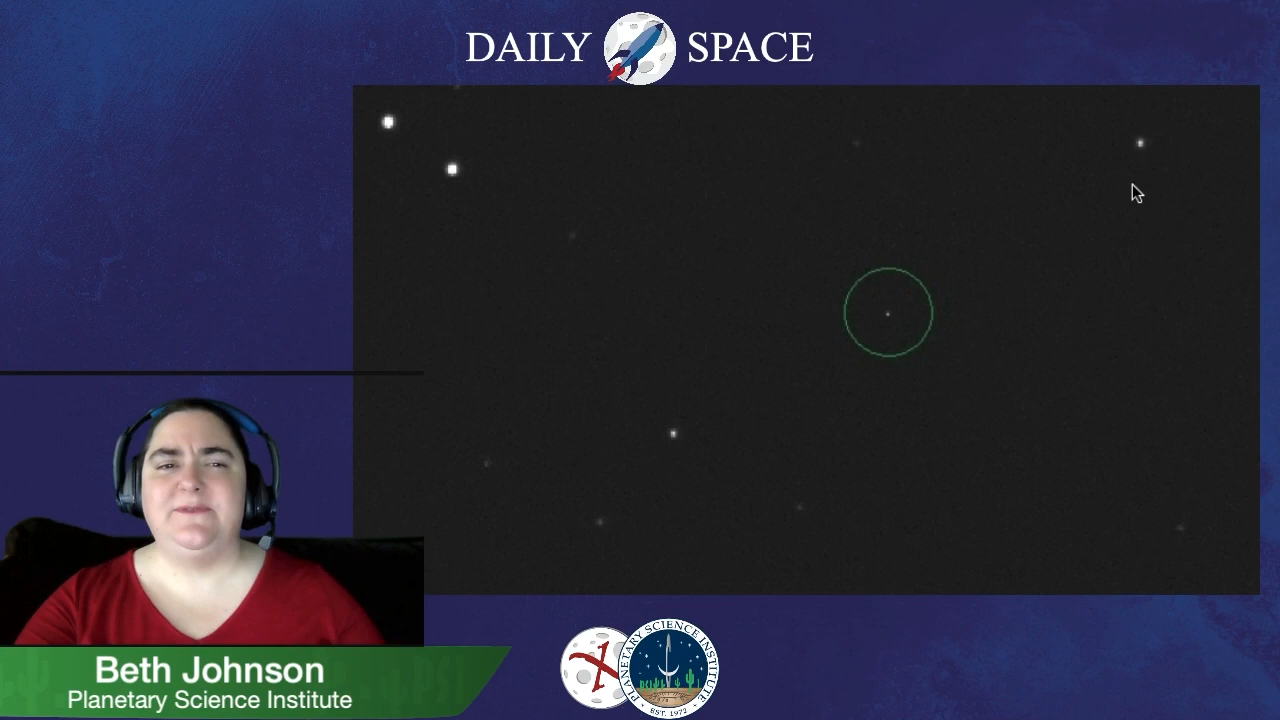 DAILY SPACE
Beth Johnson
Planetary Science Institute
PLANETARY SCIENCE INSTITUTE
EST. 1972